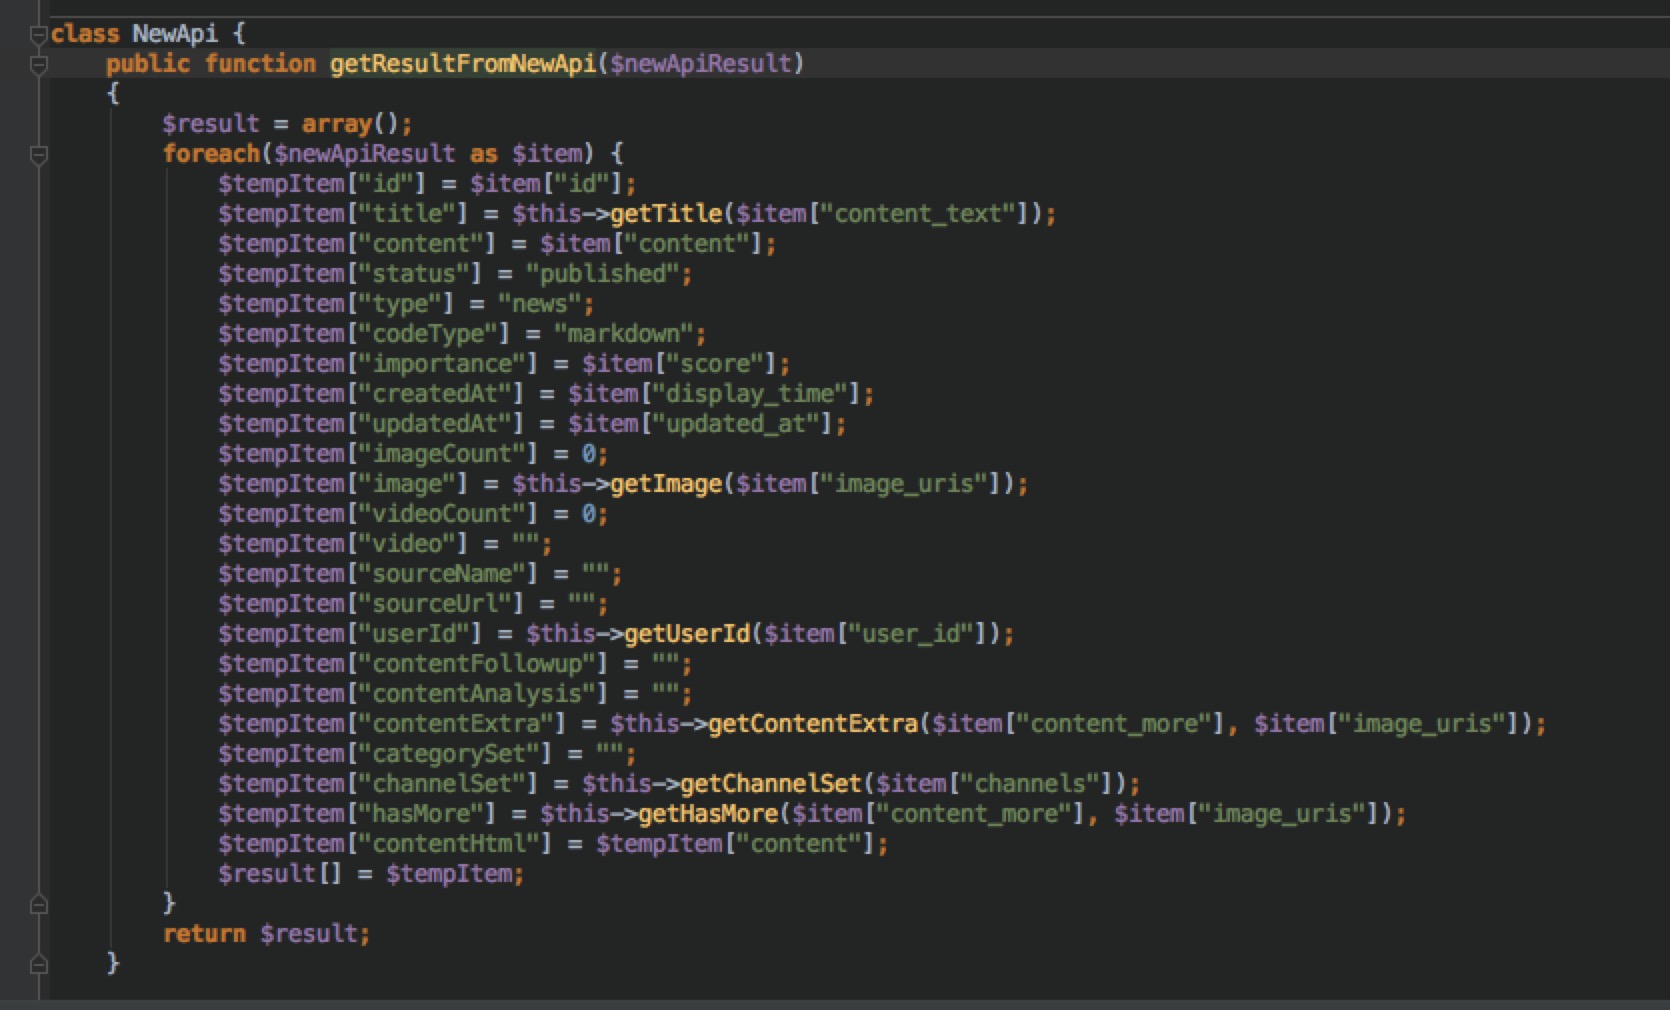 class NewApi {
public function getResultFromNewApi($newApiResult)
{
$result = array();
foreach($newApiResult as $item) {
$tempItem["id"] = $item["id"];
$tempItem["title"] = $this->getTitle($item["content_text"]);
$tempItem["content"] = $item["content"];
$tempItem["status"] = "published";
$tempItem["type"] = "news";
$tempItem["codeType"] = "markdown";
$tempItem["importance"] = $item["score"];
$tempItem["createdAt"] = $item["display_time"];
$tempItem["updatedAt"] = $item["updated_at"];
$tempItem["imageCount"] = 0;
$tempItem["image"] = $this->getImage($item["image_uris"]);
$tempItem["videoCount"] = 0;
$tempItem["video"] = "";
$tempItem["sourceName"] = "";
$tempItem["sourceUrl"] = "";
$tempItem["userId"] = $this->getUserId($item["user_id"]);
$tempItem["contentFollowup"] = "";
$tempItem["contentAnalysis"] = "";
$tempItem["contentExtra"] = $this->getContentExtra($item["content_more"], $item["image_uris"]);
$tempItem["categorySet"] = "";
$tempItem["channelSet"] = $this->getChannelSet($item["channels"]);
$tempItem["hasMore"] = $this->getHasMore($item["content_more"], $item["image_uris"]);
$tempItem["contentHtml"] = $tempItem["content"];
$result[] = $tempItem;
}
return $result;
}